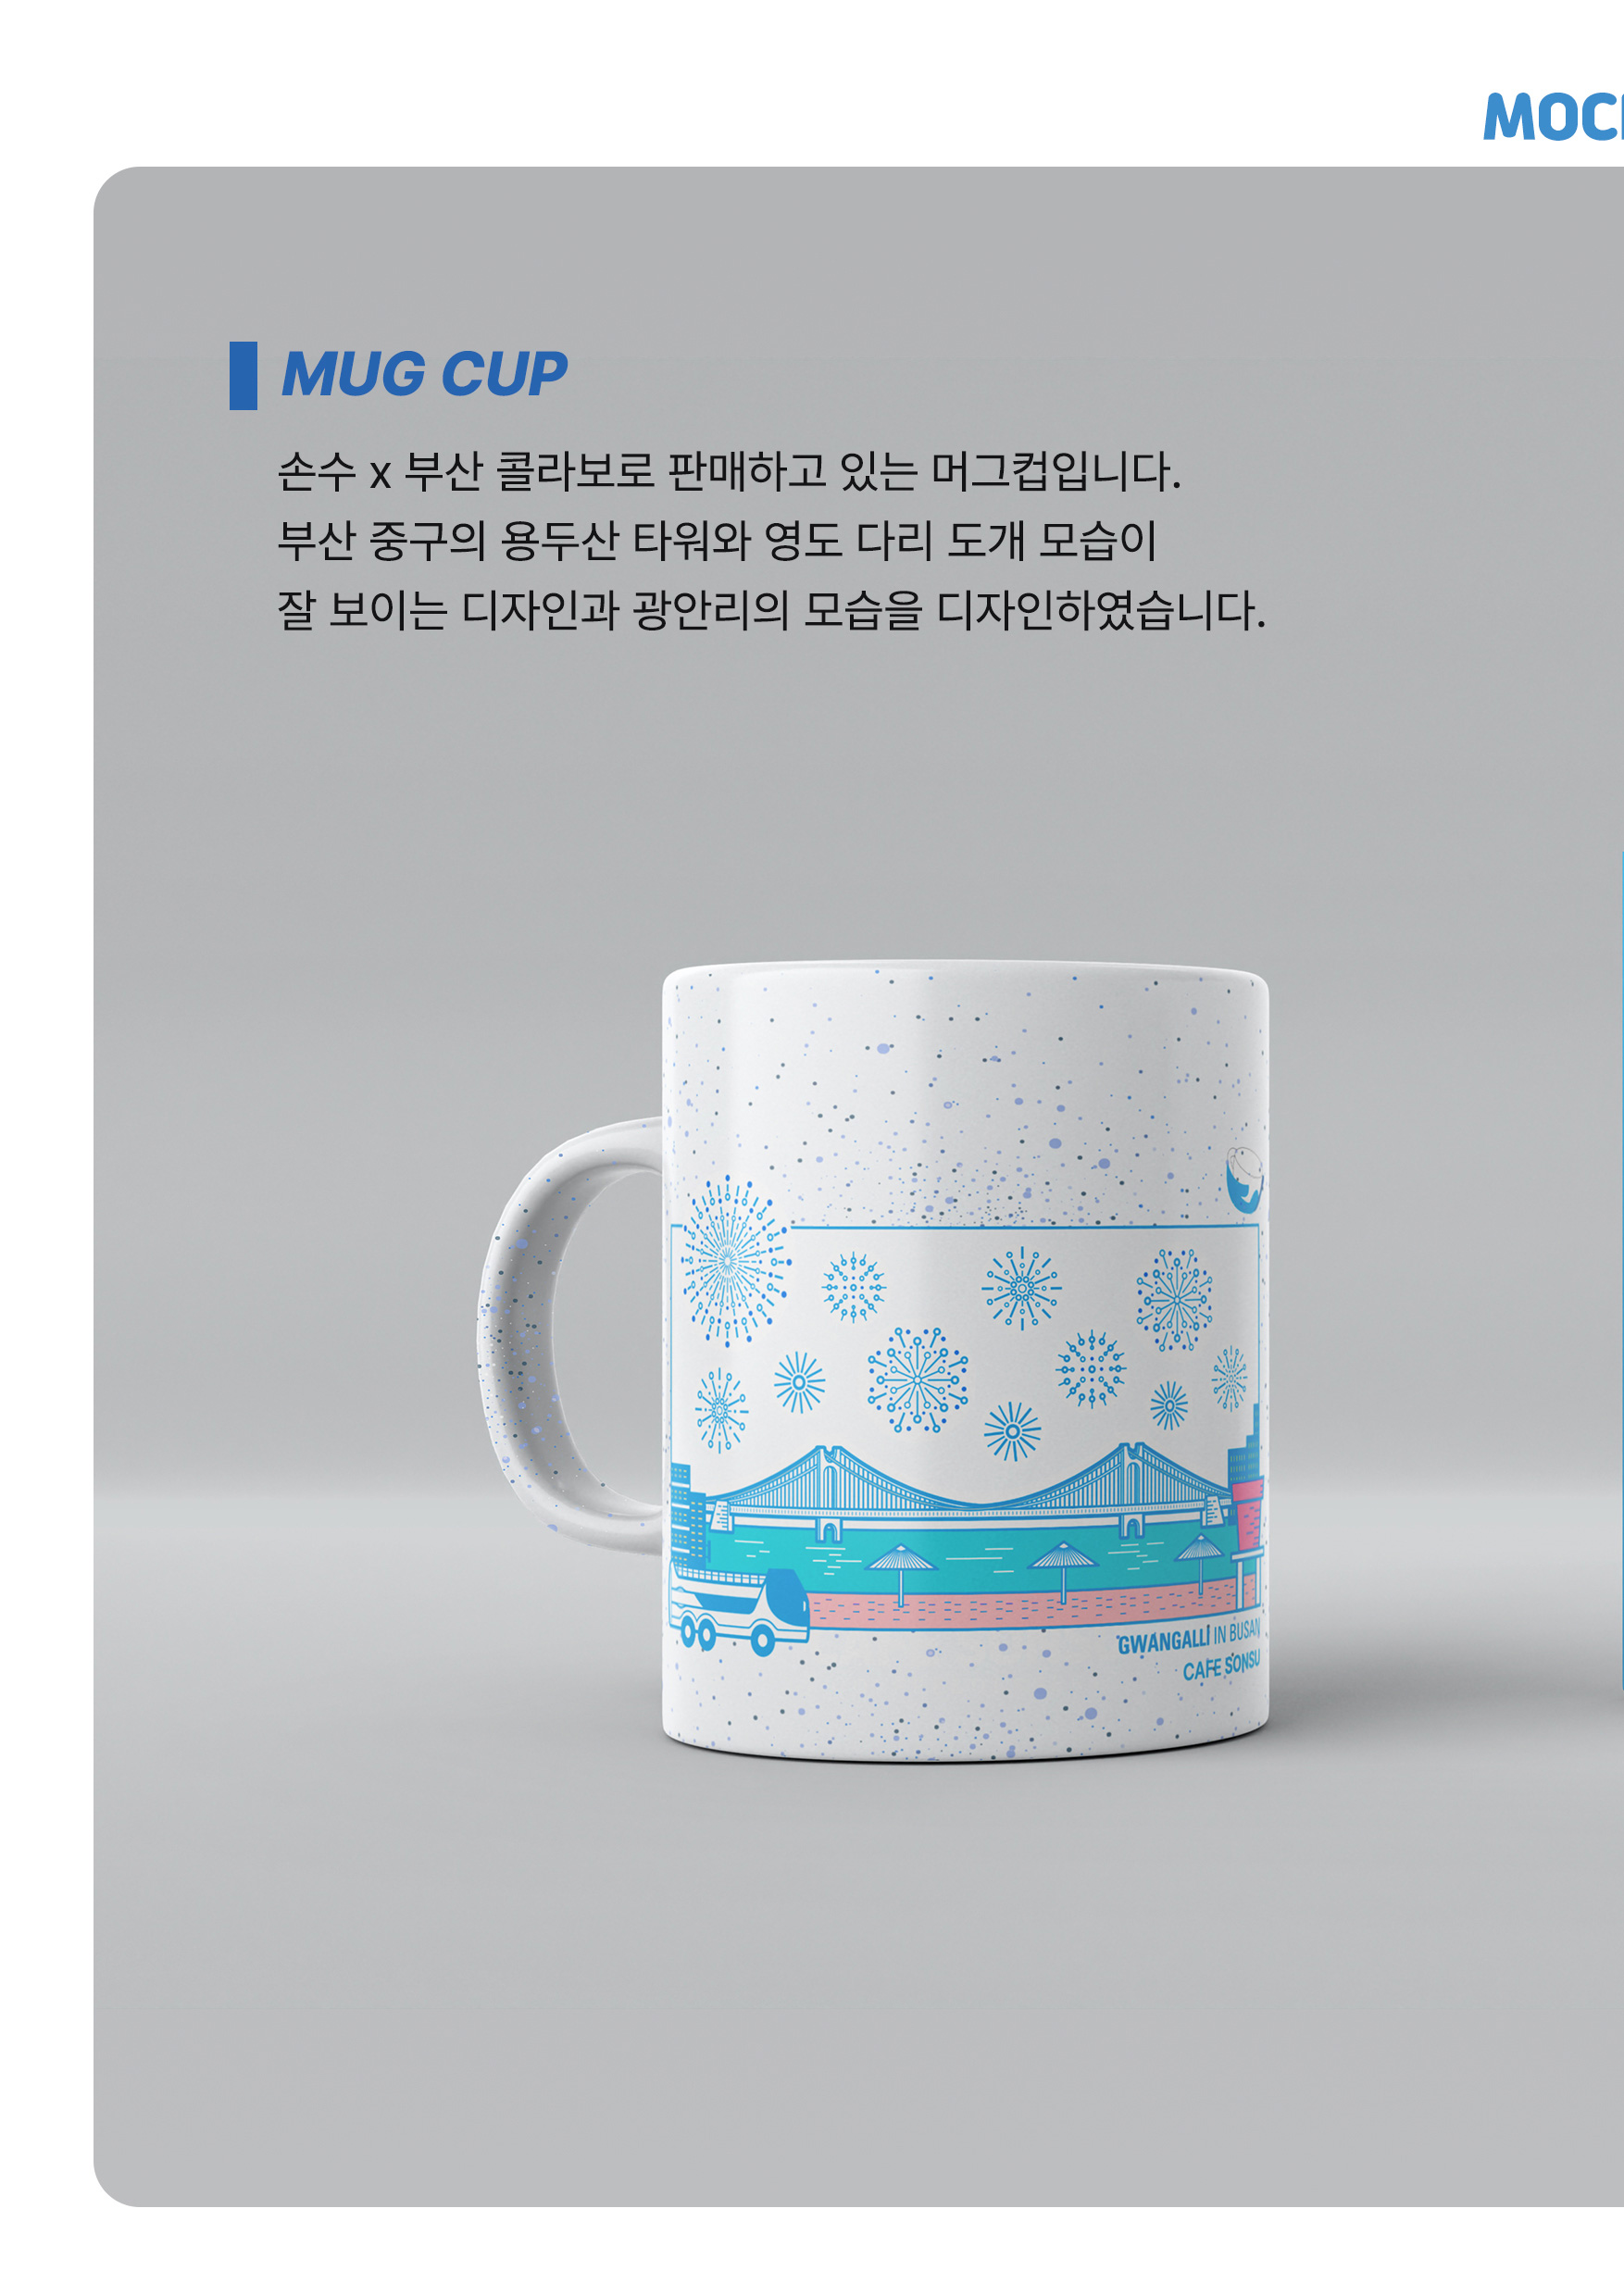 MUG CUP
손수 x 부산 콜라보로 판매하고 있는 머그컵입니다.
부산 중구의 용두산 타워와 영도 다리 도개 모습이
잘 보이는 디자인과 광안리의 모습을 디자인하였습니다.
GWANGALLI IN BUSAN
CAFE SONSU